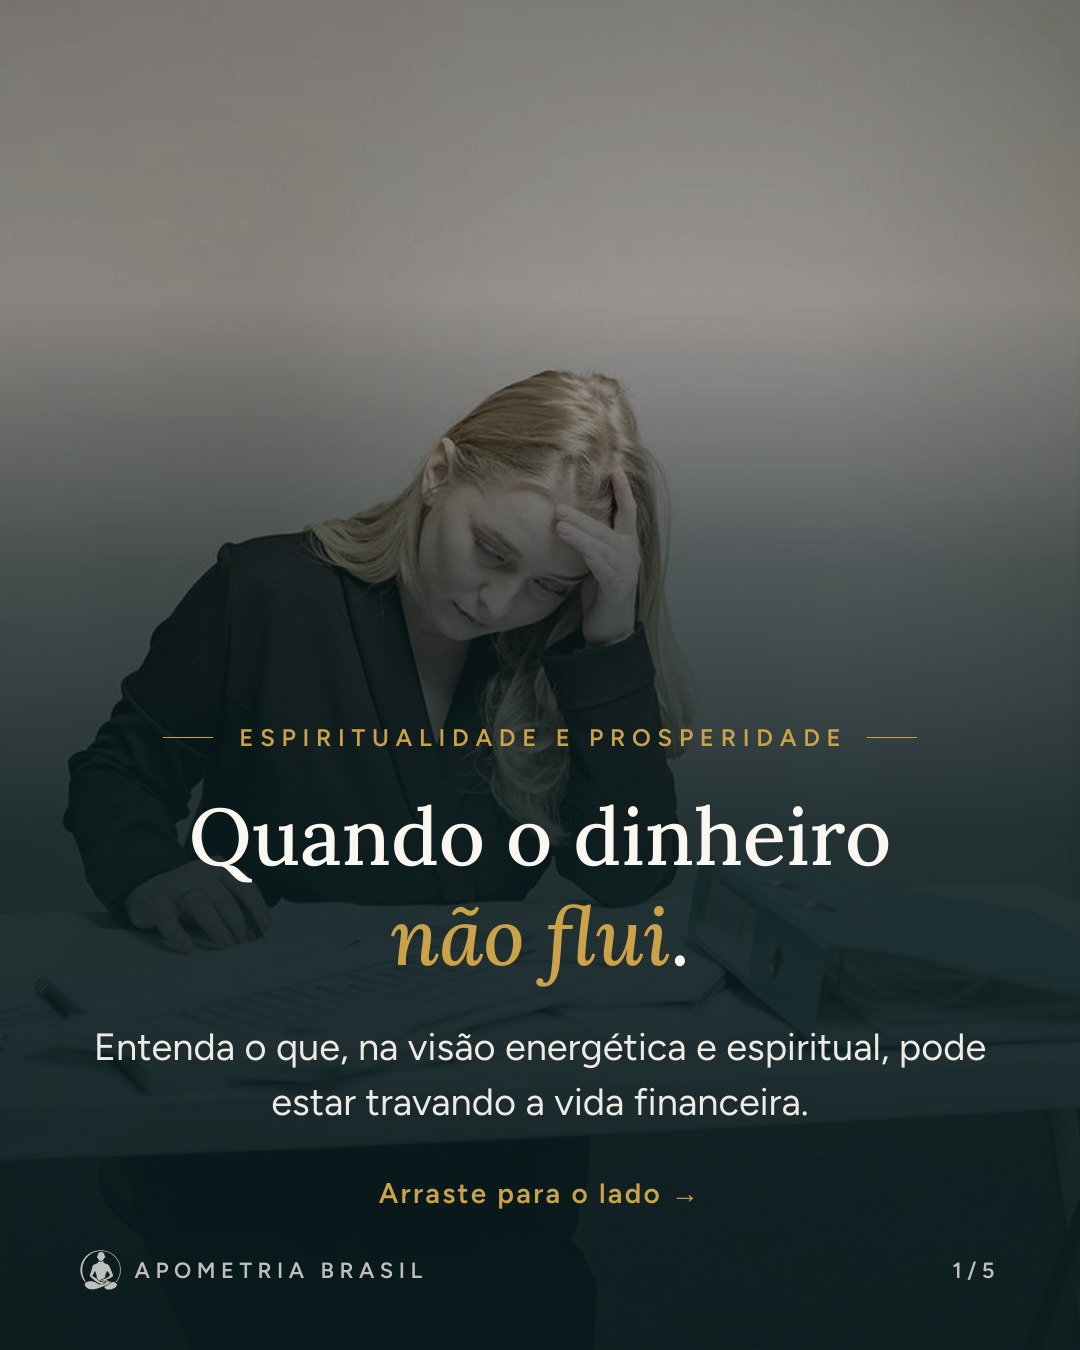 ESPIRITUALIDADE E PROSPERIDADE
Quando o dinheiro
não flui.
Entenda o que, na visão energética e espiritual, pode
estar travando a vida financeira.
Arraste para o lado →
APOMETRIA BRASIL
1/5